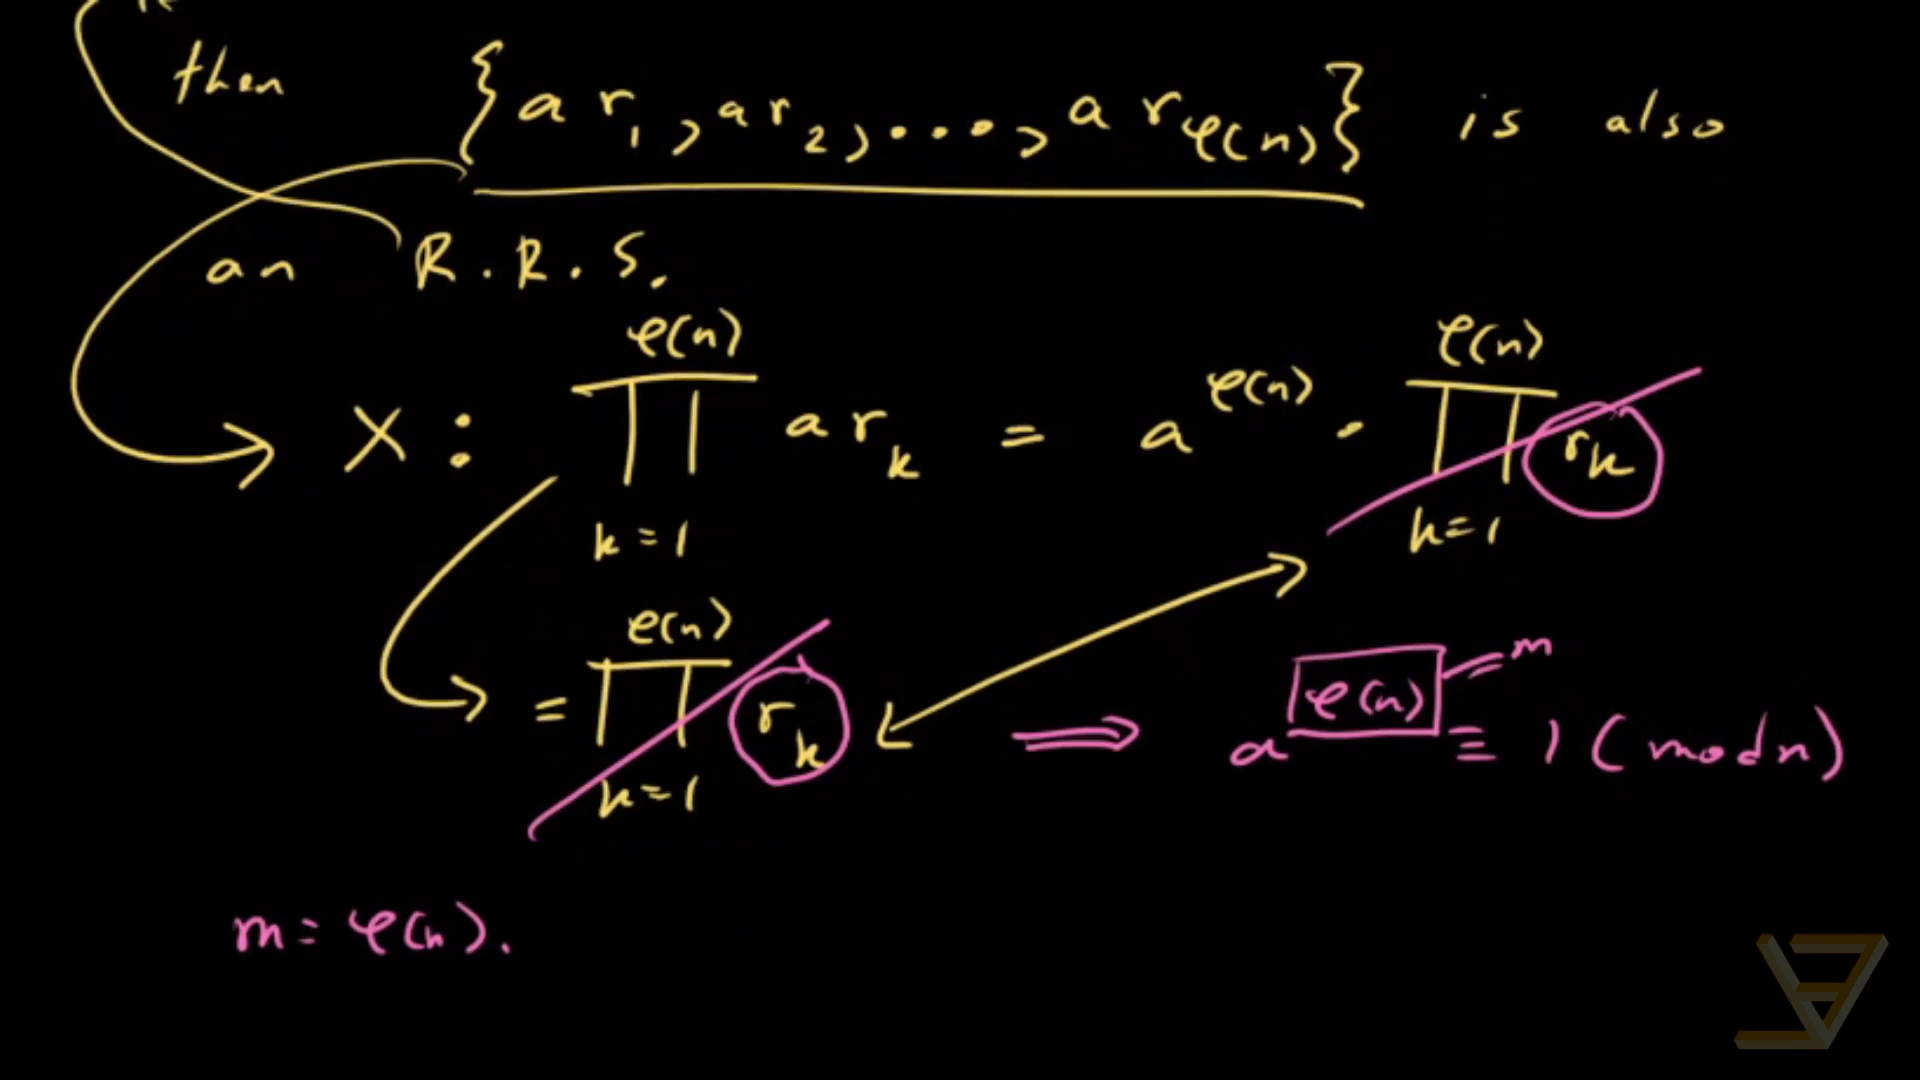 then {ar₁, ar₂, ..., ar_φ(n)} is also
an R.R.S.
X: ∏_{k=1}^{φ(n)} ar_k = a^{φ(n)} · ∏_{k=1}^{φ(n)} r_k
= ∏_{k=1}^{φ(n)} r_k ⟹ a^{φ(n)} ≡ 1 (mod n)
m
m = φ(n).